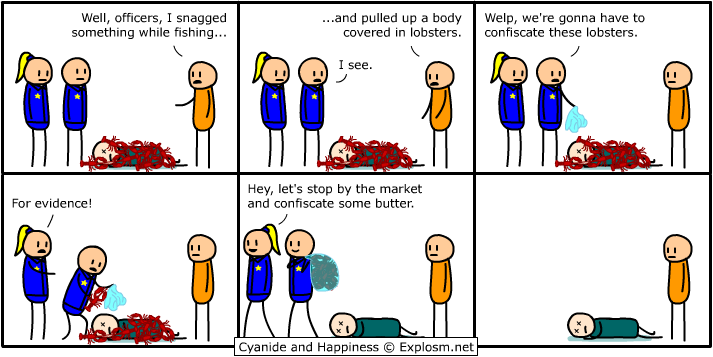 Well, officers, I snagged
something while fishing...
...and pulled up a body
covered in lobsters.
I see.
Welp, we're gonna have to
confiscate these lobsters.
For evidence!
Hey, let's stop by the market
and confiscate some butter.
Cyanide and Happiness © Explosm.net